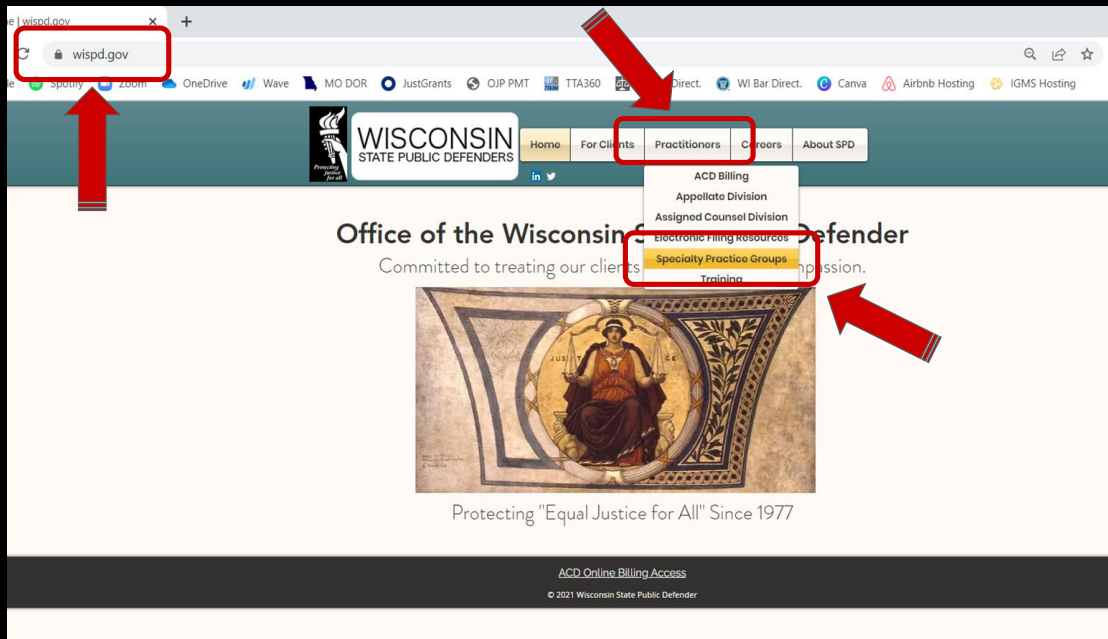 e | wispd.gov
wispd.gov
Spotify Zoom OneDrive Wave MO DOR JustGrants OJP PMT TTA360 Direct. WI Bar Direct. Canva Airbnb Hosting IGMS Hosting
WISCONSIN
STATE PUBLIC DEFENDERS
Protecting
justice
for all
Home For Clients Practitioners Careers About SPD
in
ACD Billing
Appellate Division
Assigned Counsel Division
Electronic Filing Resources
Specialty Practice Groups
Training
Office of the Wisconsin S Defender
Committed to treating our clients mpassion.
JUS T CE
Protecting "Equal Justice for All" Since 1977
ACD Online Billing Access
© 2021 Wisconsin State Public Defender